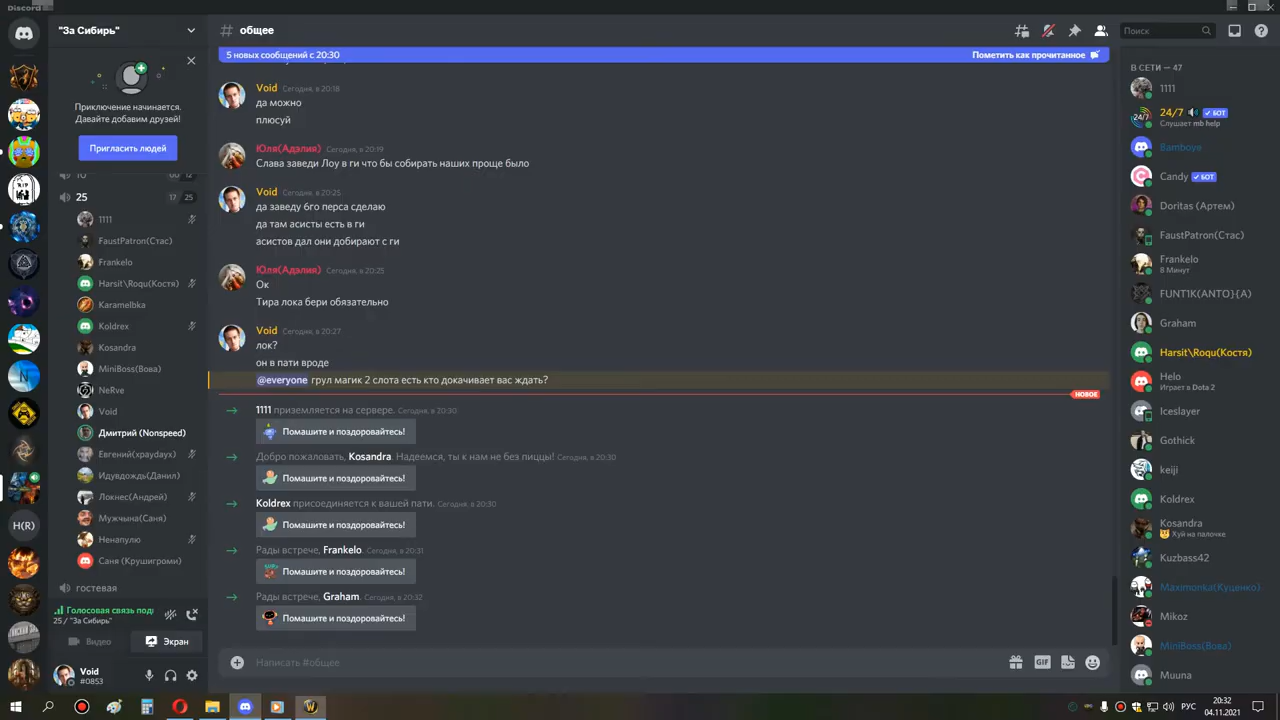 Discord
"За Сибирь"
Приключение начинается.
Давайте добавим друзей!
Пригласить людей
10
12
25
17 25
1111
FaustPatron(Стас)
Frankelo
Harsit\Roqu(Костя)
Karamelbka
Koldrex
Kosandra
MiniBoss(Вова)
NeRve
Void
Дмитрий (Nonspeed)
Евгений(xpaydayx)
Идувдождь(Данил)
Локнес(Андрей)
Мужчына(Саня)
Ненапулю
Саня (Крушигроми)
гостевая
Голосовая связь под
25 / "За Сибирь"
Видео
Экран
Void
#0853
H(R)
# общее
5 новых сообщений с 20:30
Пометить как прочитанное
Void Сегодня, в 20:18
да можно
плюсуй
Юля(Адэлия) Сегодня, в 20:19
Слава заведи Лоу в ги что бы собирать наших проще было
Void Сегодня, в 20:25
да заведу 6го перса сделаю
да там асисты есть в ги
асистов дал они добирают с ги
Юля(Адэлия) Сегодня, в 20:25
Ок
Тира лока бери обязательно
Void Сегодня, в 20:27
лок?
он в пати вроде
@everyone грул магик 2 слота есть кто докачивает вас ждать?
НОВОЕ
1111 приземляется на сервере. Сегодня, в 20:30
Помашите и поздоровайтесь!
Добро пожаловать, Kosandra. Надеемся, ты к нам не без пиццы! Сегодня, в 20:30
Помашите и поздоровайтесь!
Koldrex присоединяется к вашей пати. Сегодня, в 20:30
Помашите и поздоровайтесь!
Рады встрече, Frankelo. Сегодня, в 20:31
Помашите и поздоровайтесь!
Рады встрече, Graham. Сегодня, в 20:32
Помашите и поздоровайтесь!
Написать #общее
GIF
Поиск
В СЕТИ — 47
1111
24/7 БОТ
Слушает mb help
Bamboye
Candy БОТ
Doritas (Артем)
FaustPatron(Стас)
Frankelo
8 Минут
FUNT1K(ANTO}{A)
Graham
Harsit\Roqu(Костя)
Helo
Играет в Dota 2
Iceslayer
Gothick
keiji
Koldrex
Kosandra
Хуй на палочке
Kuzbass42
Maximonka(Куценко)
Mikoz
MiniBoss(Вова)
Muuna
РУС
20:32
04.11.2021